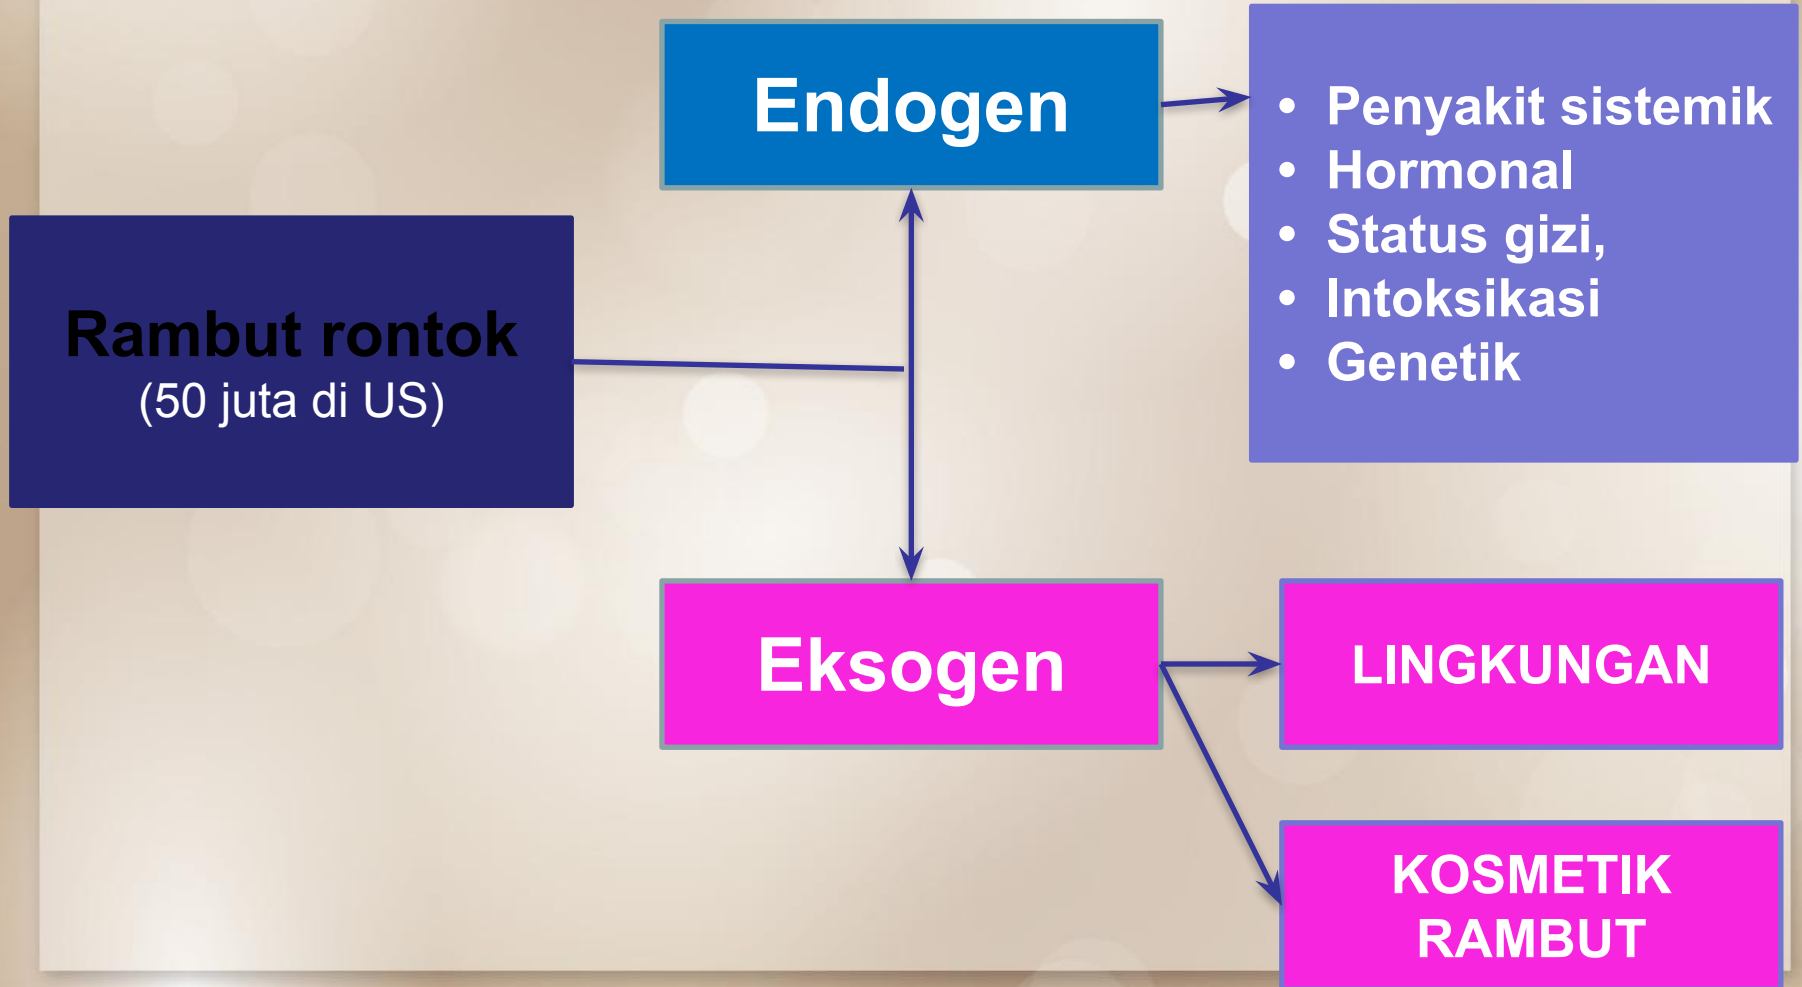 Endogen
• Penyakit sistemik
• Hormonal
• Status gizi,
• Intoksikasi
• Genetik
Rambut rontok
(50 juta di US)
Eksogen
LINGKUNGAN
KOSMETIK
RAMBUT